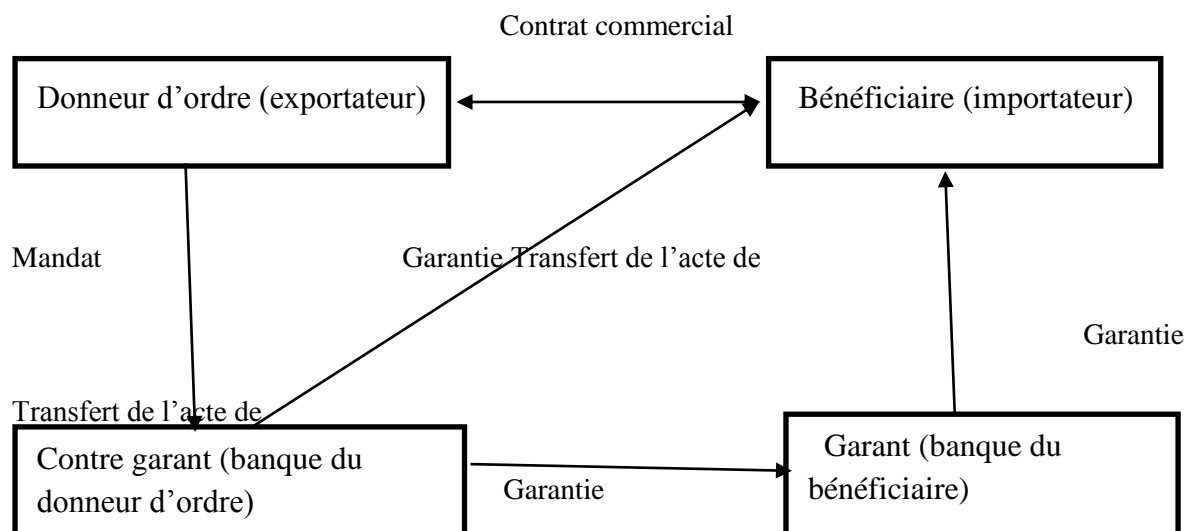 Contrat commercial
Donneur d’ordre (exportateur)
Bénéficiaire (importateur)
Mandat
Garantie Transfert de l’acte de
Garantie
Transfert de l’acte de
Contre garant (banque du
donneur d’ordre)
Garantie
Garant (banque du
bénéficiaire)